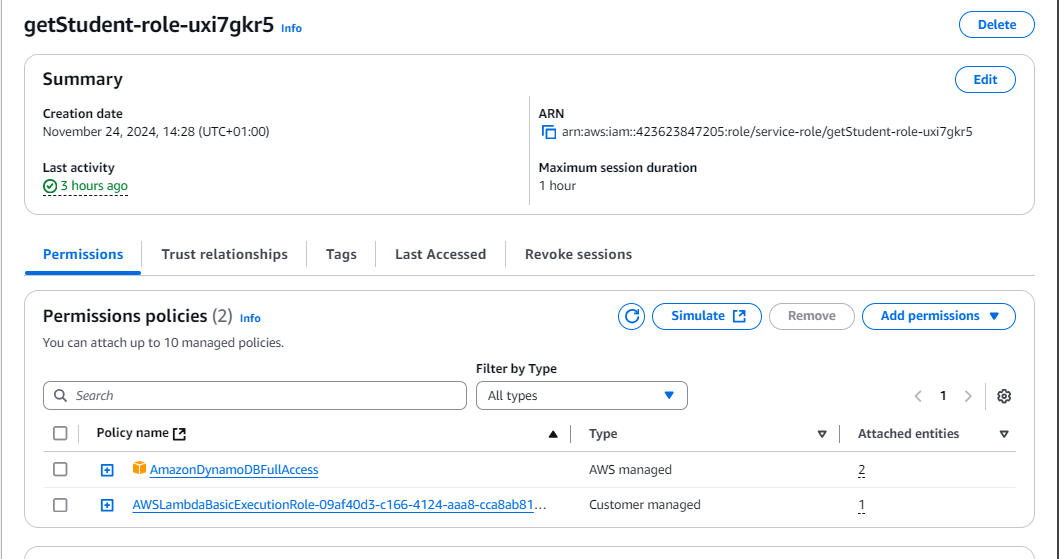 getStudent-role-uxi7gkr5 Info
Delete
Summary
Edit
Creation date
November 24, 2024, 14:28 (UTC+01:00)
ARN
arn:aws:iam::423623847205:role/service-role/getStudent-role-uxi7gkr5
Last activity
3 hours ago
Maximum session duration
1 hour
Permissions
Trust relationships
Tags
Last Accessed
Revoke sessions
Permissions policies (2) Info
Simulate
Remove
Add permissions
You can attach up to 10 managed policies.
Filter by Type
Search
All types
1
Policy name
Type
Attached entities
AmazonDynamoDBFullAccess
AWS managed
2
AWSLambdaBasicExecutionRole-09af40d3-c166-4124-aaa8-cca8ab81...
Customer managed
1